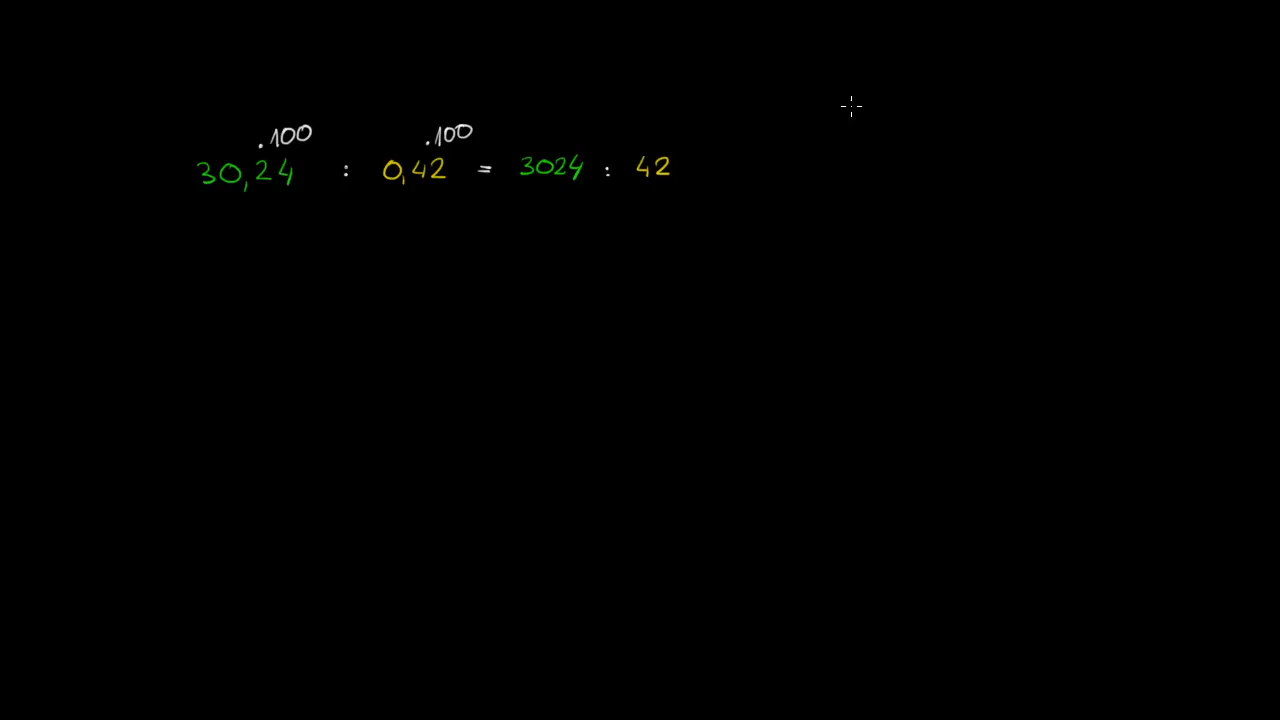 .100 .100
30,24 : 0,42 = 3024 : 42